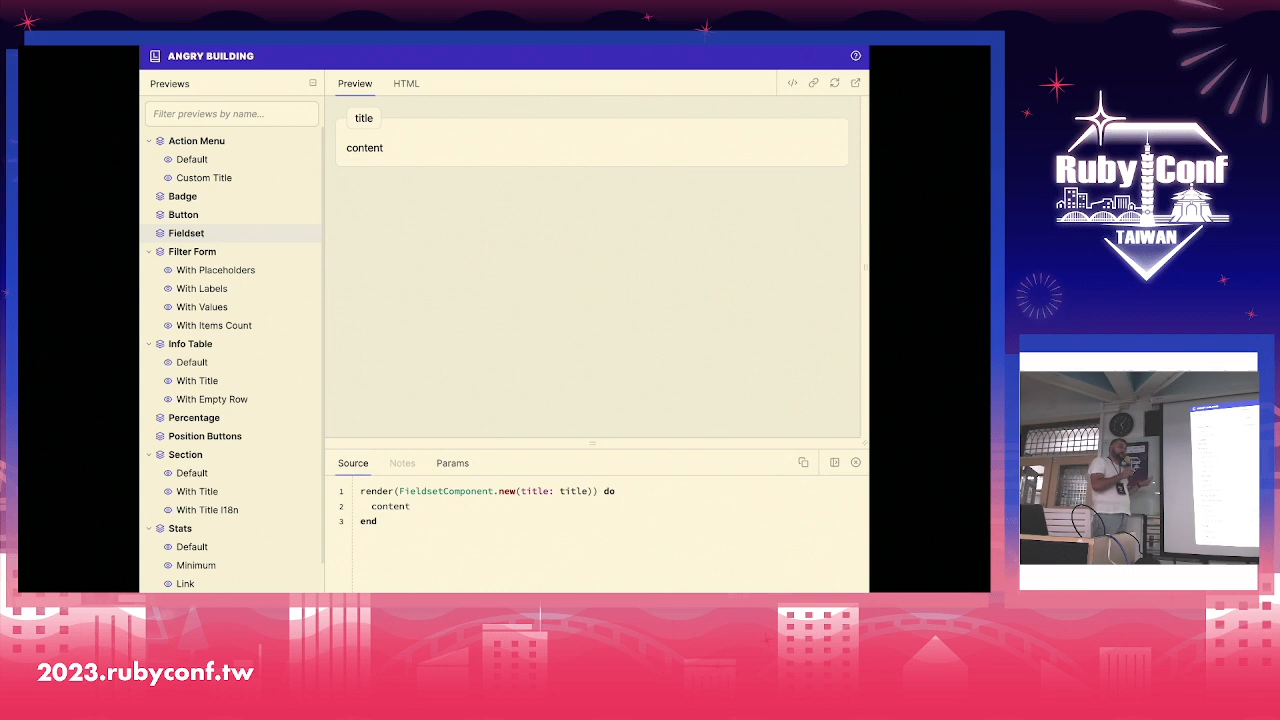 ANGRY BUILDING
Previews
Filter previews by name...
Action Menu
Default
Custom Title
Badge
Button
Fieldset
Filter Form
With Placeholders
With Labels
With Values
With Items Count
Info Table
Default
With Title
With Empty Row
Percentage
Position Buttons
Section
Default
With Title
With Title I18n
Stats
Default
Minimum
Link
Preview HTML
title
content
Source Notes Params
1 render(FieldsetComponent.new(title: title)) do
2 content
3 end
Ruby Conf
TAIWAN
2023.rubyconf.tw